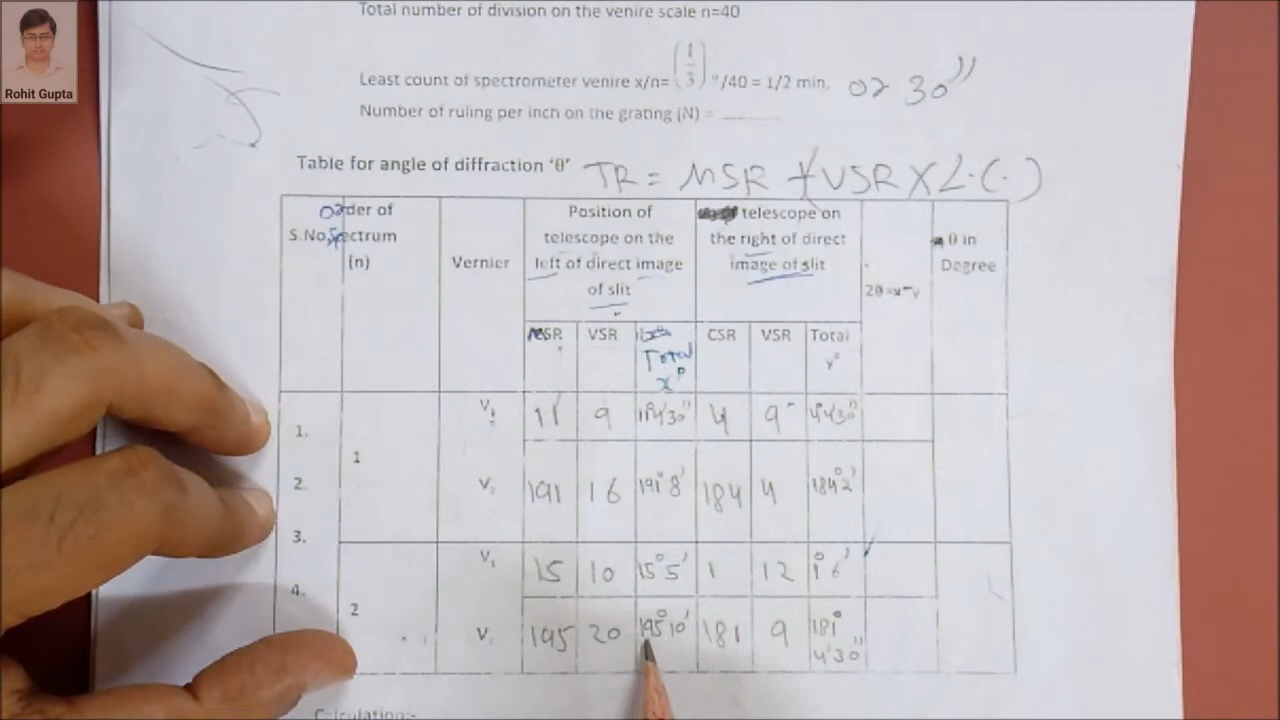 Total number of division on the venire scale n=40
Least count of spectrometer venire x/n= (1/3)°/40 = 1/2 min, or 30''
Number of ruling per inch on the grating (N) =
Rohit Gupta
Table for angle of diffraction 'θ' TR = MSR + (VSR X L.C.)
S.No. Order of Spectrum (n)
Vernier
Position of telescope on the left of direct image of slit
telescope on the right of direct image of slit
2θ=x-y
θ in Degree
MSR VSR Total x° CSR VSR Total y°
1. 1 V₁ 11 9 11°4'30'' 4 9 4°4'30''
2. V₂ 191 16 191°8' 184 4 184°2'
3. 2 V₁ 15 10 15°5' 1 12 1°6'
4. V 195 20 195°10' 181 9 181°4'30''
Calculation:-